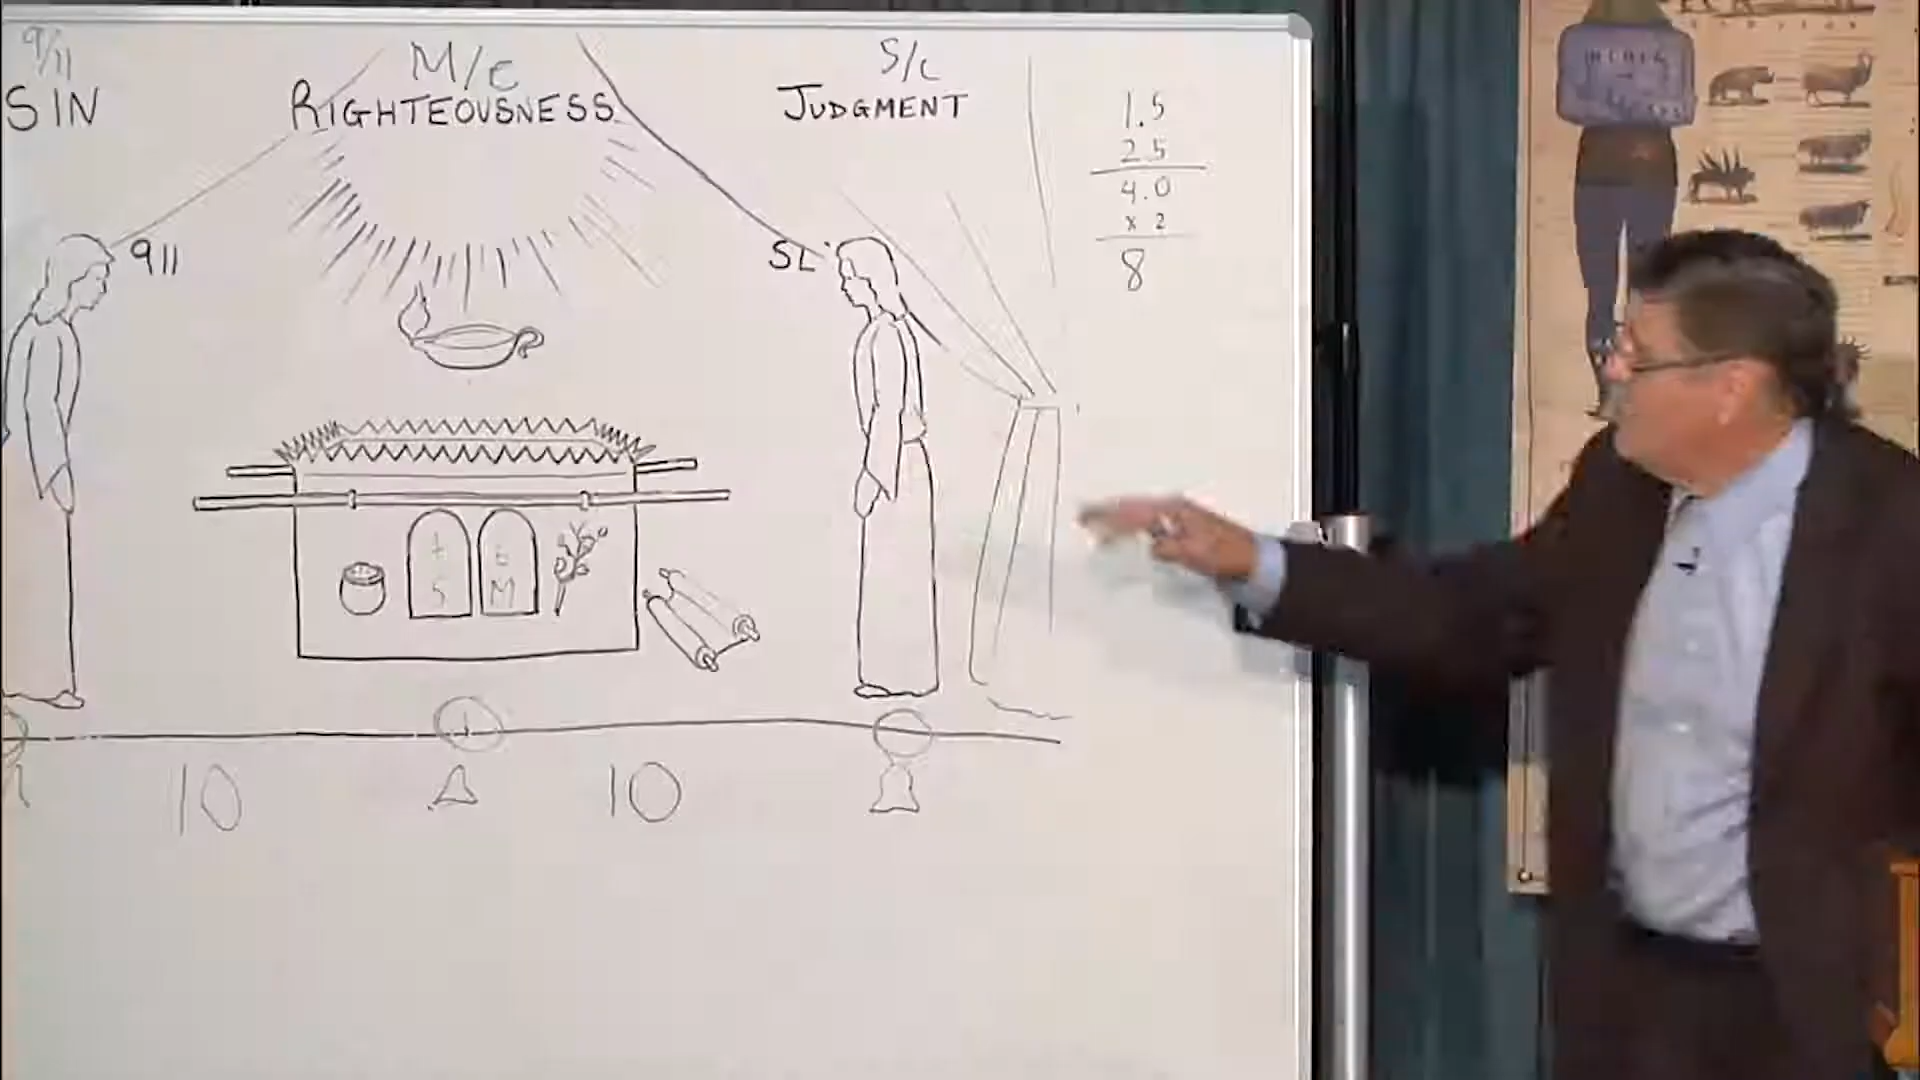 9/11
SIN
M/C
RIGHTEOUSNESS
S/C
JUDGMENT
911
SL
1.5
2.5
4.0
x 2
8
S
M
10
10